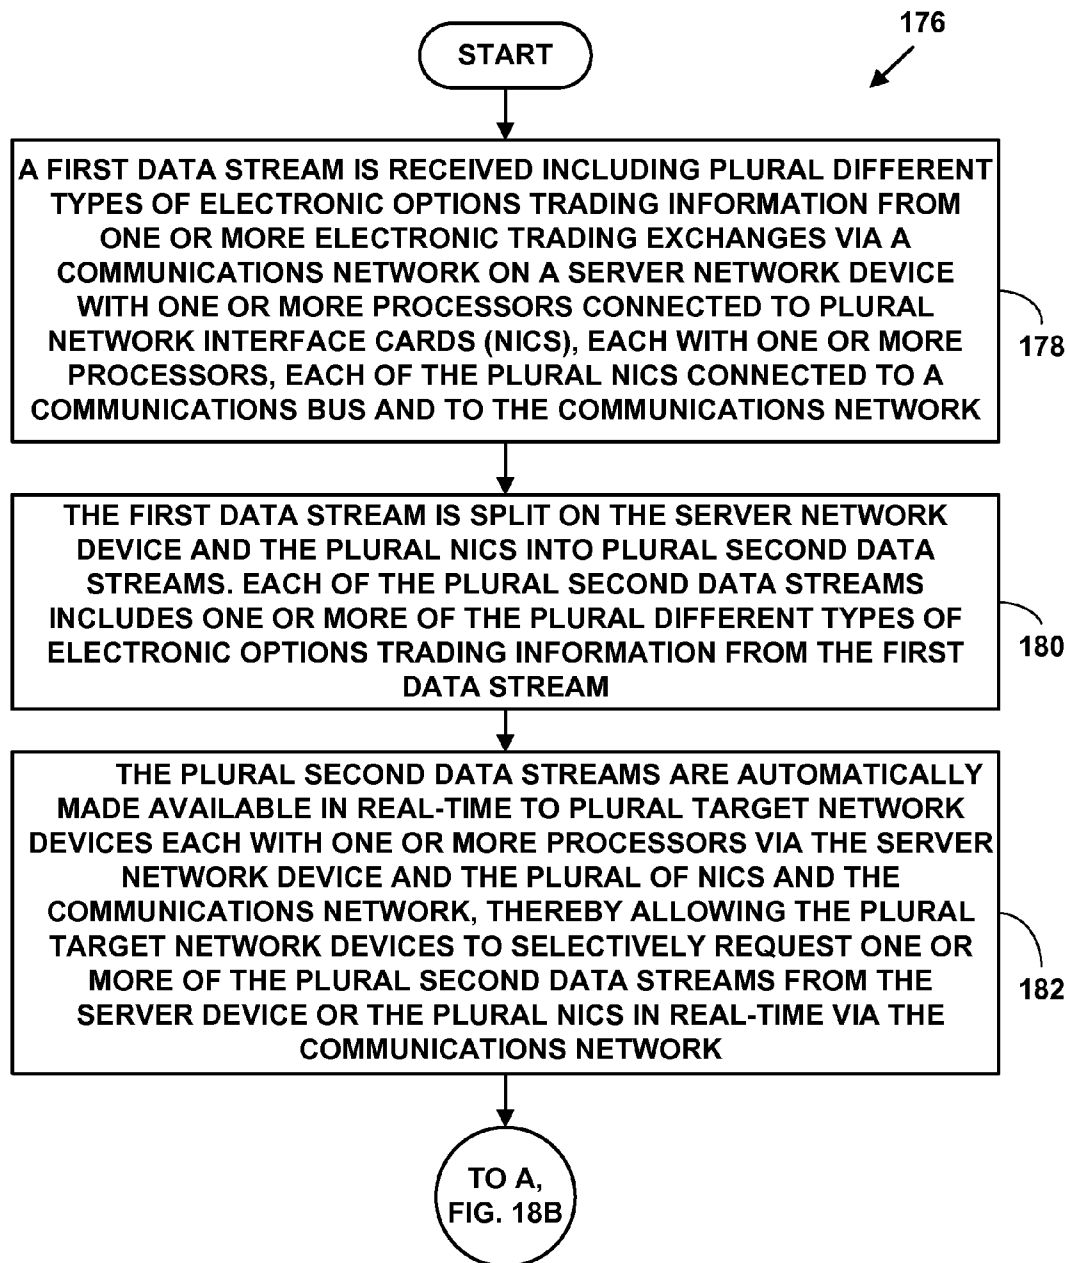 176
START
A FIRST DATA STREAM IS RECEIVED INCLUDING PLURAL DIFFERENT
TYPES OF ELECTRONIC OPTIONS TRADING INFORMATION FROM
ONE OR MORE ELECTRONIC TRADING EXCHANGES VIA A
COMMUNICATIONS NETWORK ON A SERVER NETWORK DEVICE
WITH ONE OR MORE PROCESSORS CONNECTED TO PLURAL
NETWORK INTERFACE CARDS (NICS), EACH WITH ONE OR MORE
PROCESSORS, EACH OF THE PLURAL NICS CONNECTED TO A
COMMUNICATIONS BUS AND TO THE COMMUNICATIONS NETWORK
178
THE FIRST DATA STREAM IS SPLIT ON THE SERVER NETWORK
DEVICE AND THE PLURAL NICS INTO PLURAL SECOND DATA
STREAMS. EACH OF THE PLURAL SECOND DATA STREAMS
INCLUDES ONE OR MORE OF THE PLURAL DIFFERENT TYPES OF
ELECTRONIC OPTIONS TRADING INFORMATION FROM THE FIRST
DATA STREAM
180
THE PLURAL SECOND DATA STREAMS ARE AUTOMATICALLY
MADE AVAILABLE IN REAL-TIME TO PLURAL TARGET NETWORK
DEVICES EACH WITH ONE OR MORE PROCESSORS VIA THE SERVER
NETWORK DEVICE AND THE PLURAL OF NICS AND THE
COMMUNICATIONS NETWORK, THEREBY ALLOWING THE PLURAL
TARGET NETWORK DEVICES TO SELECTIVELY REQUEST ONE OR
MORE OF THE PLURAL SECOND DATA STREAMS FROM THE
SERVER DEVICE OR THE PLURAL NICS IN REAL-TIME VIA THE
COMMUNICATIONS NETWORK
182
TO A,
FIG. 18B